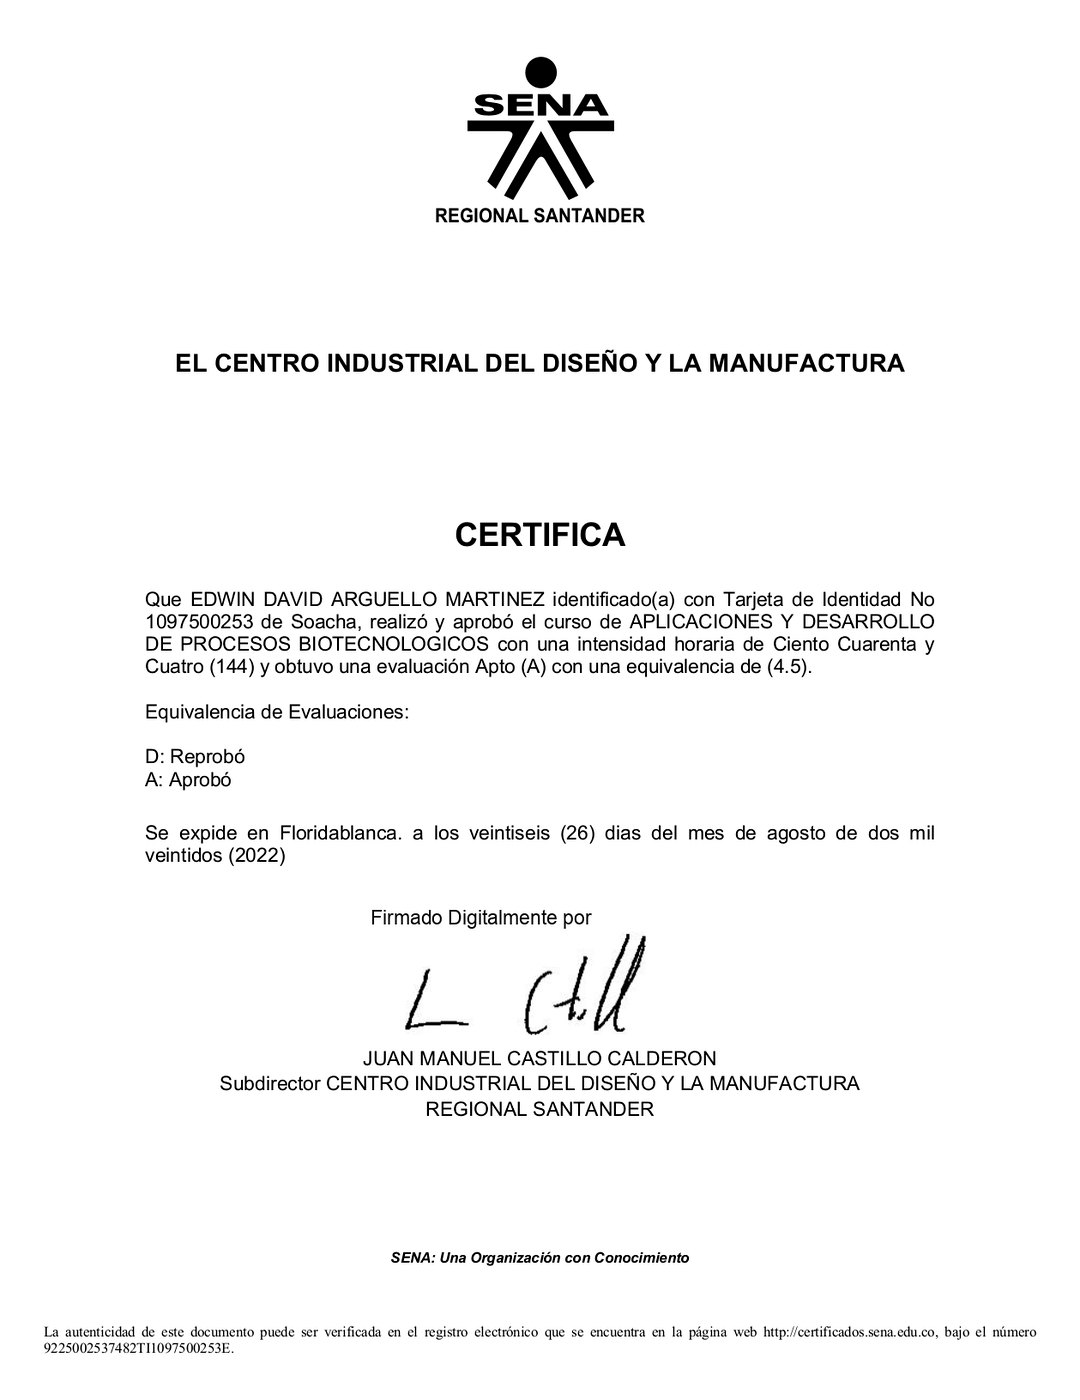 SENA
REGIONAL SANTANDER
EL CENTRO INDUSTRIAL DEL DISEÑO Y LA MANUFACTURA
CERTIFICA
Que EDWIN DAVID ARGUELLO MARTINEZ identificado(a) con Tarjeta de Identidad No
1097500253 de Soacha, realizó y aprobó el curso de APLICACIONES Y DESARROLLO
DE PROCESOS BIOTECNOLOGICOS con una intensidad horaria de Ciento Cuarenta y
Cuatro (144) y obtuvo una evaluación Apto (A) con una equivalencia de (4.5).
Equivalencia de Evaluaciones:
D: Reprobó
A: Aprobó
Se expide en Floridablanca. a los veintiseis (26) dias del mes de agosto de dos mil
veintidos (2022)
Firmado Digitalmente por
JUAN MANUEL CASTILLO CALDERON
Subdirector CENTRO INDUSTRIAL DEL DISEÑO Y LA MANUFACTURA
REGIONAL SANTANDER
SENA: Una Organización con Conocimiento
La autenticidad de este documento puede ser verificada en el registro electrónico que se encuentra en la página web http://certificados.sena.edu.co, bajo el número
9225002537482TI1097500253E.